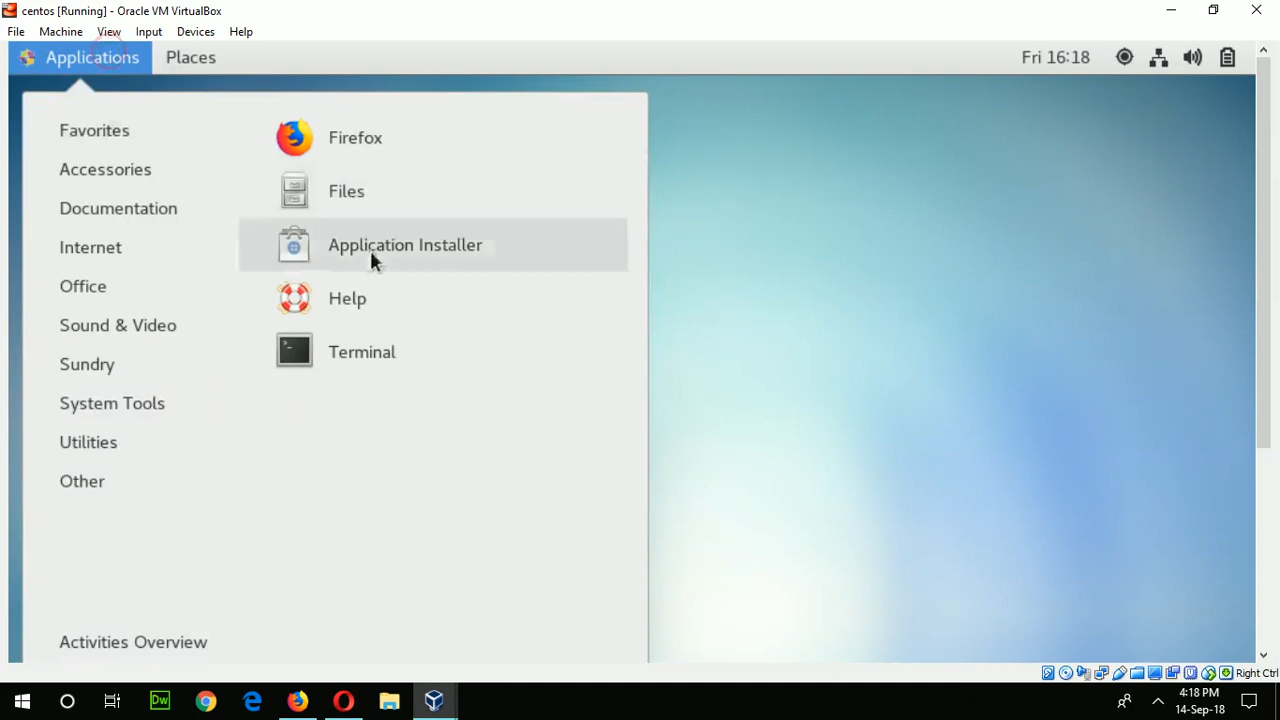 centos [Running] - Oracle VM VirtualBox
File Machine View Input Devices Help
Applications Places Fri 16:18
Favorites
Accessories
Documentation
Internet
Office
Sound & Video
Sundry
System Tools
Utilities
Other
Activities Overview
Firefox
Files
Application Installer
Help
Terminal
Right Ctrl
Dw
4:18 PM
14-Sep-18